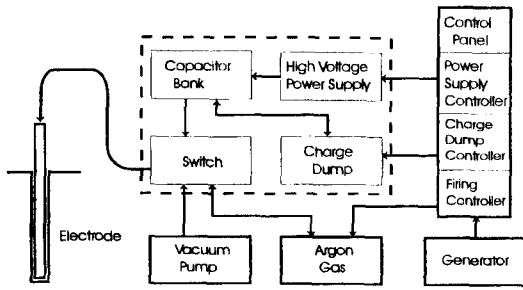 Control
Panel
Power
Supply
Controller
Charge
Dump
Controller
Firing
Controller
Capacitor
Bank
High Voltage
Power Supply
Switch
Charge
Dump
Electrode
Vacuum
Pump
Argon
Gas
Generator